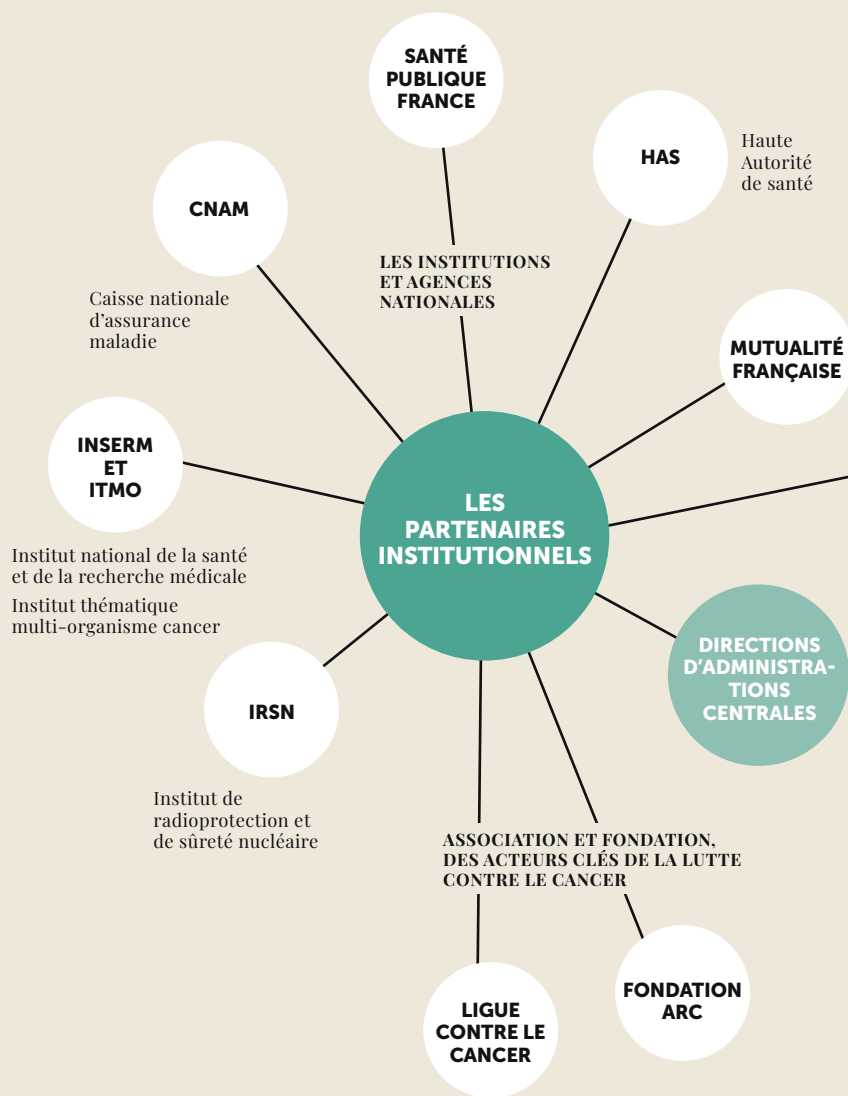 SANTÉ
PUBLIQUE
FRANCE
HAS
Haute
Autorité
de santé
CNAM
Caisse nationale
d’assurance
maladie
LES INSTITUTIONS
ET AGENCES
NATIONALES
MUTUALITÉ
FRANÇAISE
INSERM
ET
ITMO
Institut national de la santé
et de la recherche médicale
Institut thématique
multi-organisme cancer
LES
PARTENAIRES
INSTITUTIONNELS
DIRECTIONS
D’ADMINISTRA-
TIONS
CENTRALES
IRSN
Institut de
radioprotection et
de sûreté nucléaire
ASSOCIATION ET FONDATION,
DES ACTEURS CLÉS DE LA LUTTE
CONTRE LE CANCER
LIGUE
CONTRE LE
CANCER
FONDATION
ARC